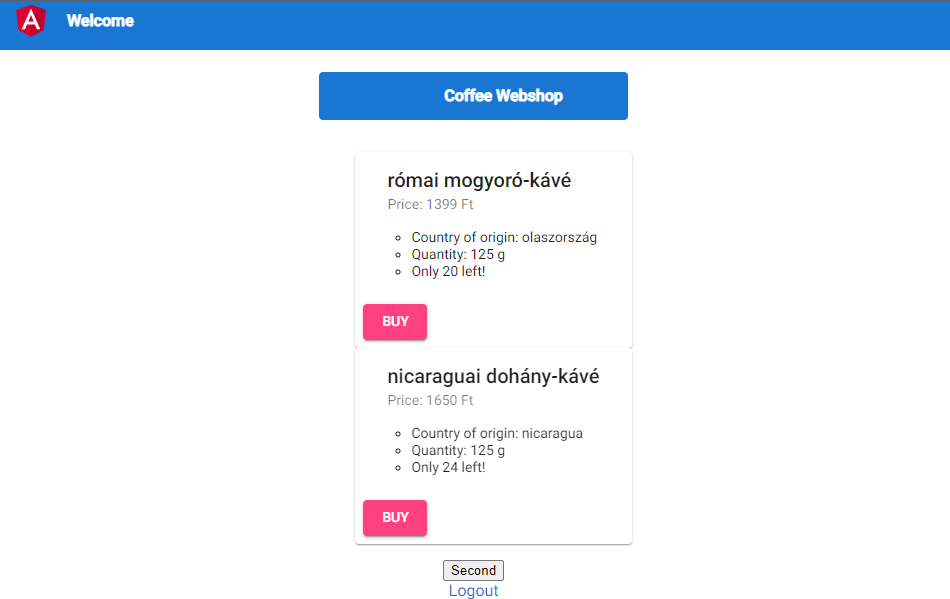 A
Welcome
Coffee Webshop
római mogyoró-kávé
Price: 1399 Ft
Country of origin: olaszország
Quantity: 125 g
Only 20 left!
BUY
nicaraguai dohány-kávé
Price: 1650 Ft
Country of origin: nicaragua
Quantity: 125 g
Only 24 left!
BUY
Second
Logout